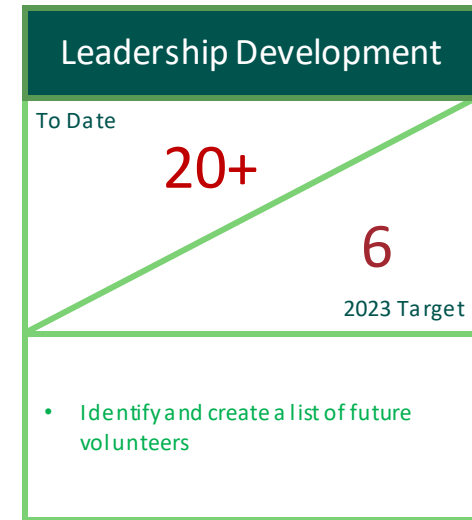 Leadership Development
To Date
20+
6
2023 Target
• Identify and create a list of future
volunteers